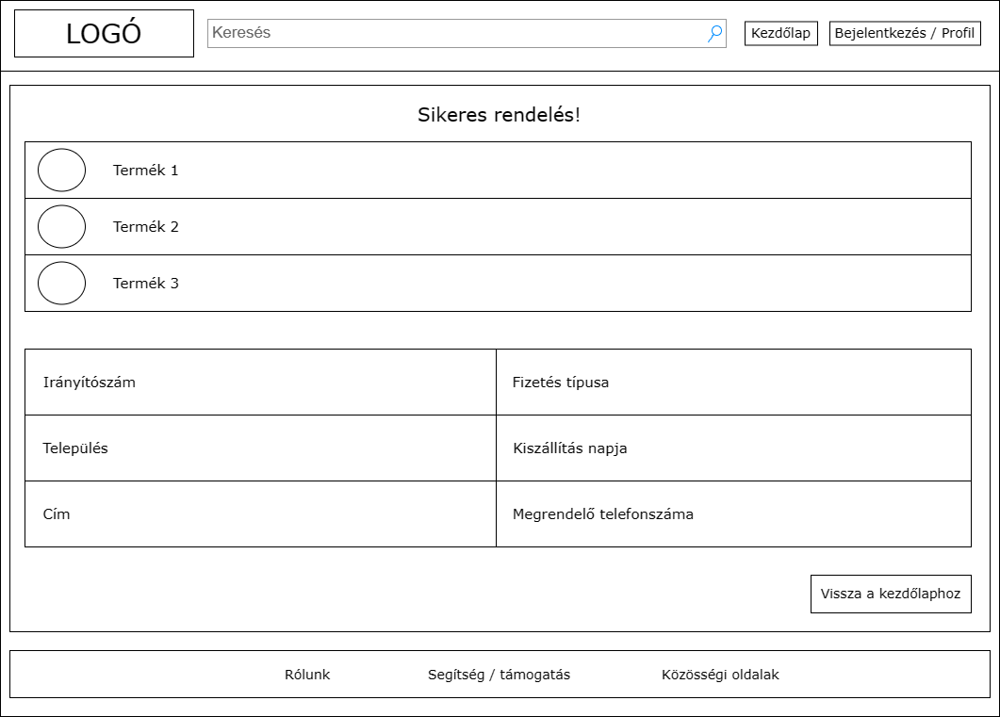 LOGÓ
Keresés
Kezdőlap
Bejelentkezés / Profil
Sikeres rendelés!
Termék 1
Termék 2
Termék 3
Irányítószám
Fizetés típusa
Település
Kiszállítás napja
Cím
Megrendelő telefonszáma
Vissza a kezdőlaphoz
Rólunk
Segítség / támogatás
Közösségi oldalak